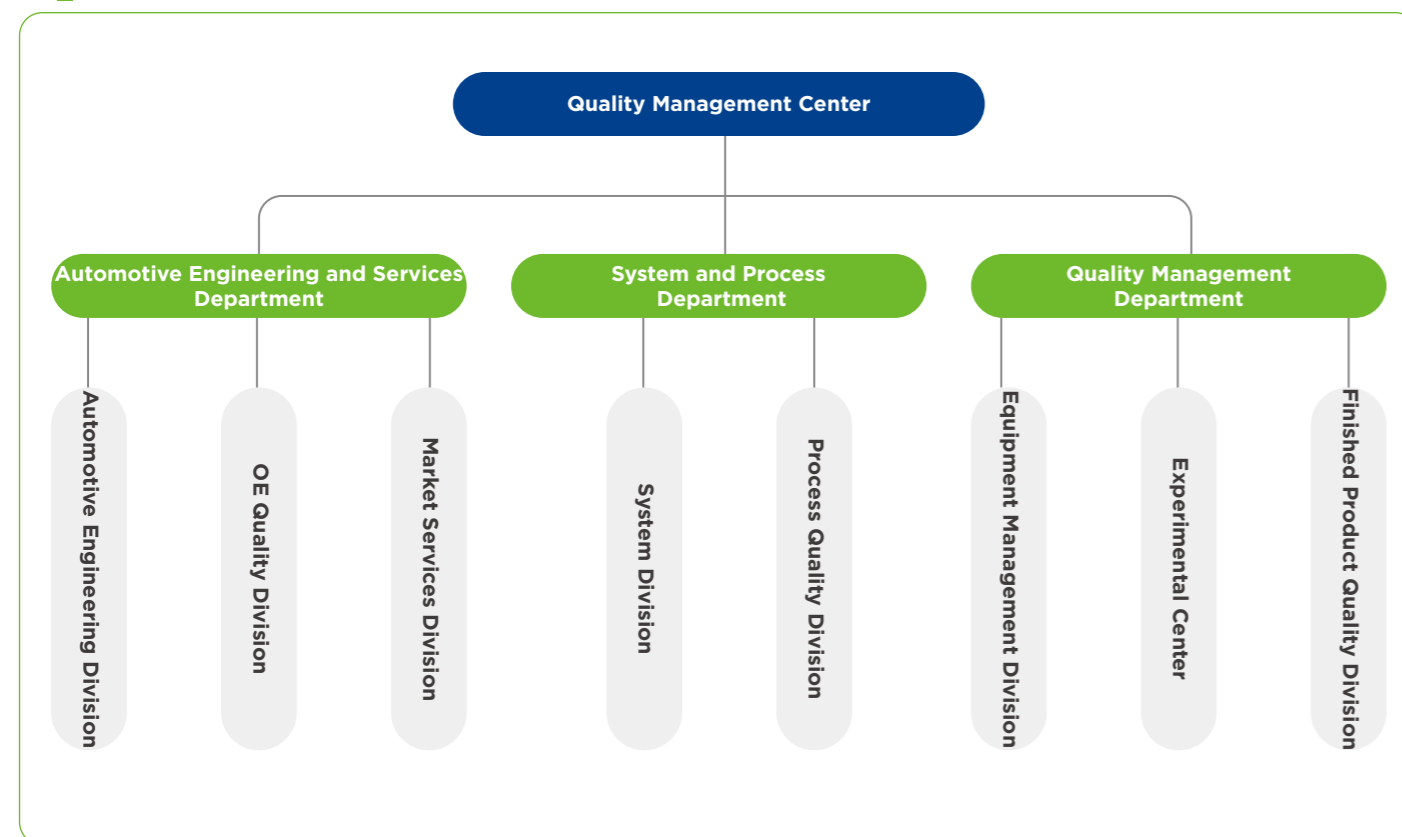 Quality Management Center
Automotive Engineering and Services
Department
System and Process
Department
Quality Management
Department
Automotive Engineering Division
OE Quality Division
Market Services Division
System Division
Process Quality Division
Equipment Management Division
Experimental Center
Finished Product Quality Division